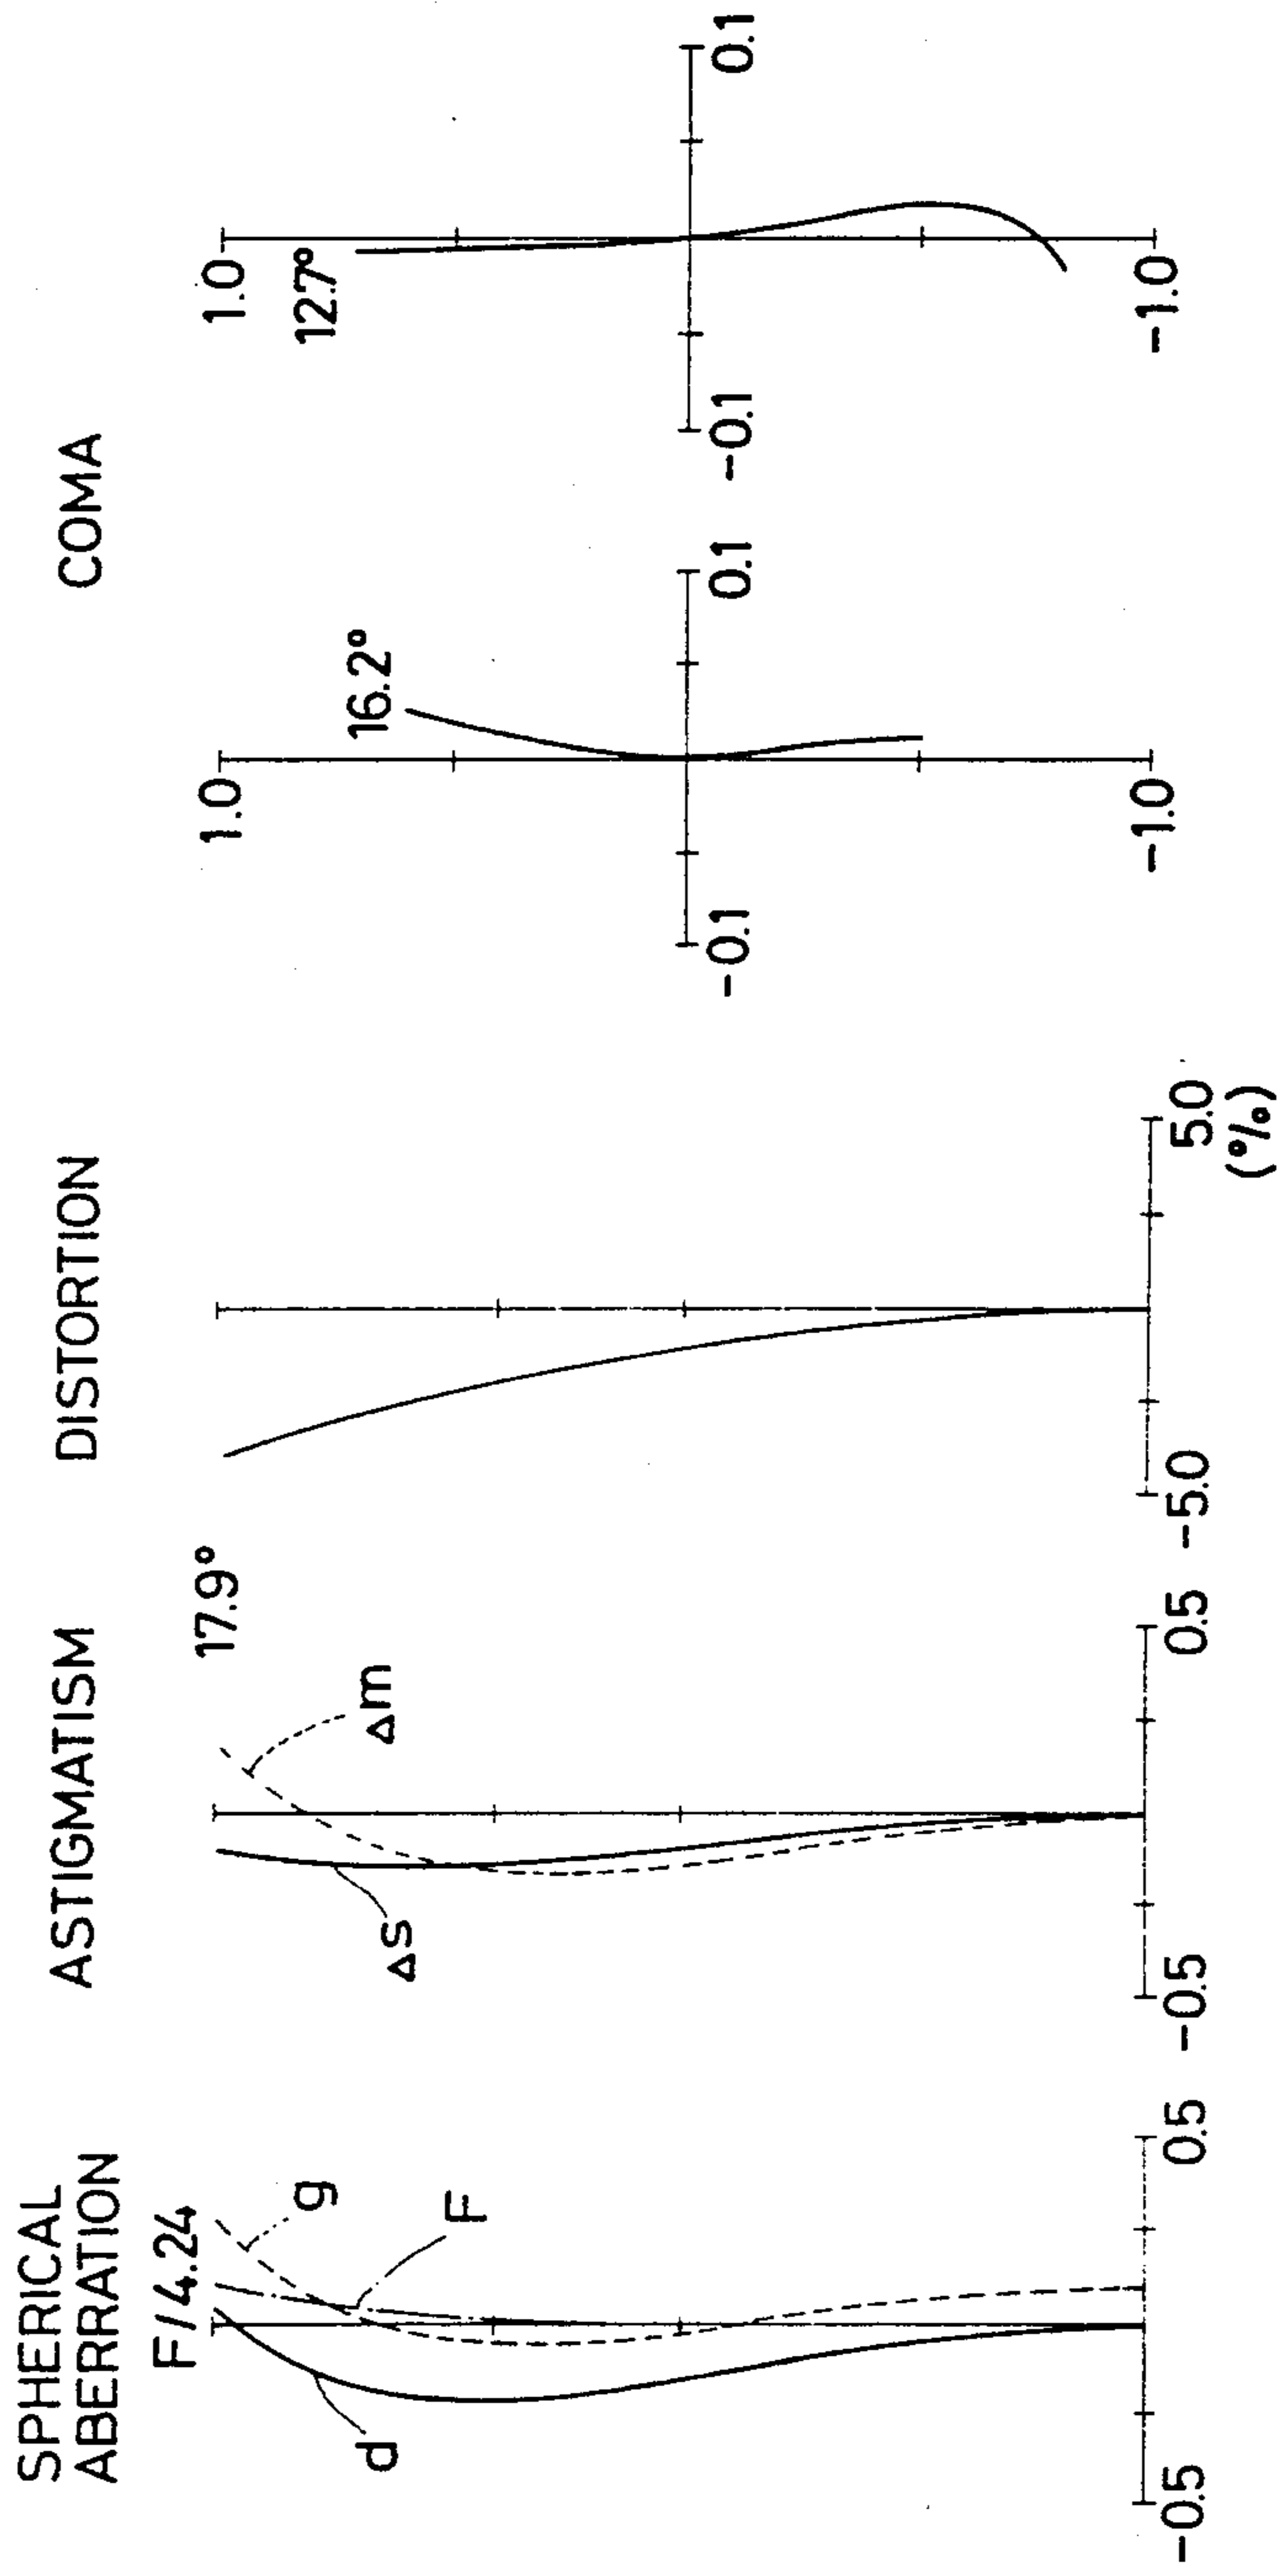 SPHERICAL
ABERRATION
F/4.24
g
F
d
-0.5
0.5
ASTIGMATISM
17.9°
Δm
Δs
-0.5
0.5
DISTORTION
-5.0
5.0
(%)
COMA
1.0
16.2°
-0.1
0.1
-1.0
1.0
12.7°
-0.1
0.1
-1.0